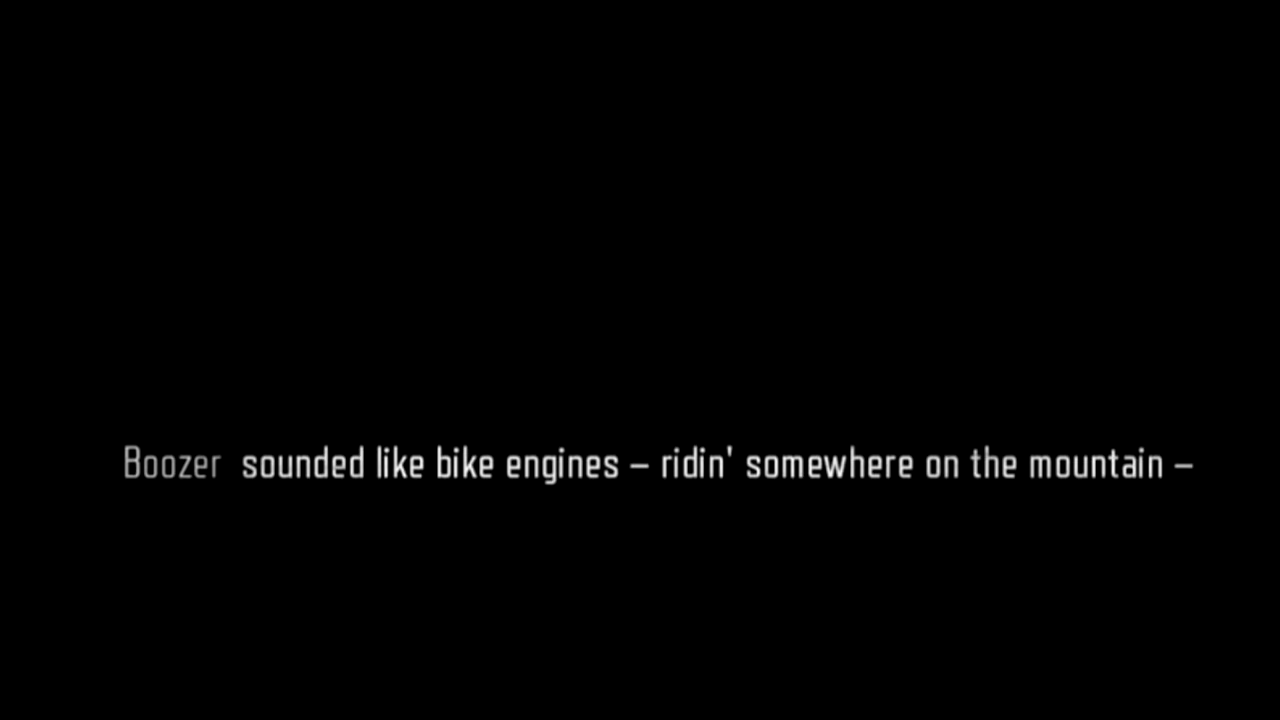 Boozer sounded like bike engines – ridin' somewhere on the mountain –